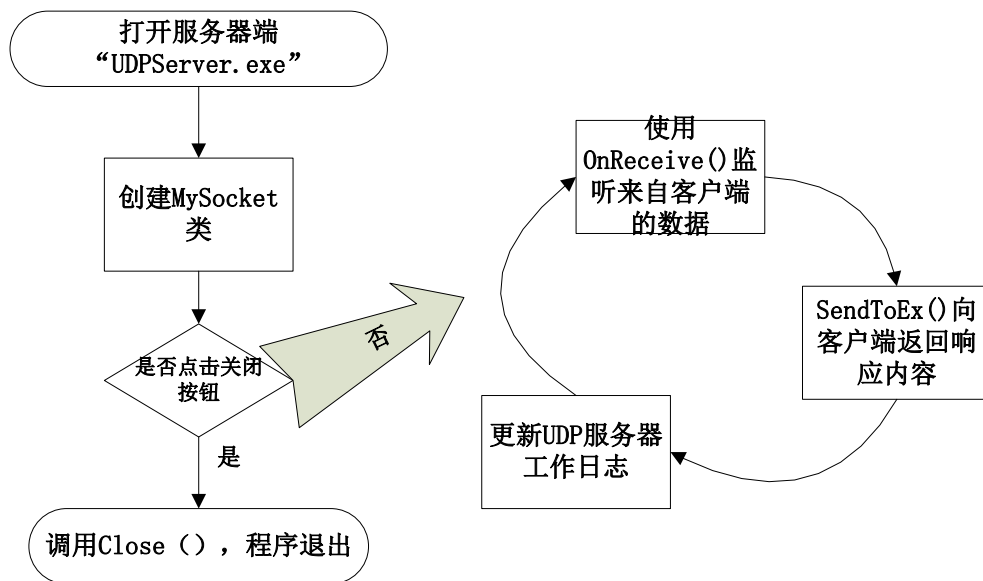 打开服务器端
“UDPServer.exe”
创建MySocket
类
是否点击关闭
按钮
否
是
调用Close（），程序退出
使用
OnReceive()监
听来自客户端
的数据
SendToEx()向
客户端返回响
应内容
更新UDP服务器
工作日志